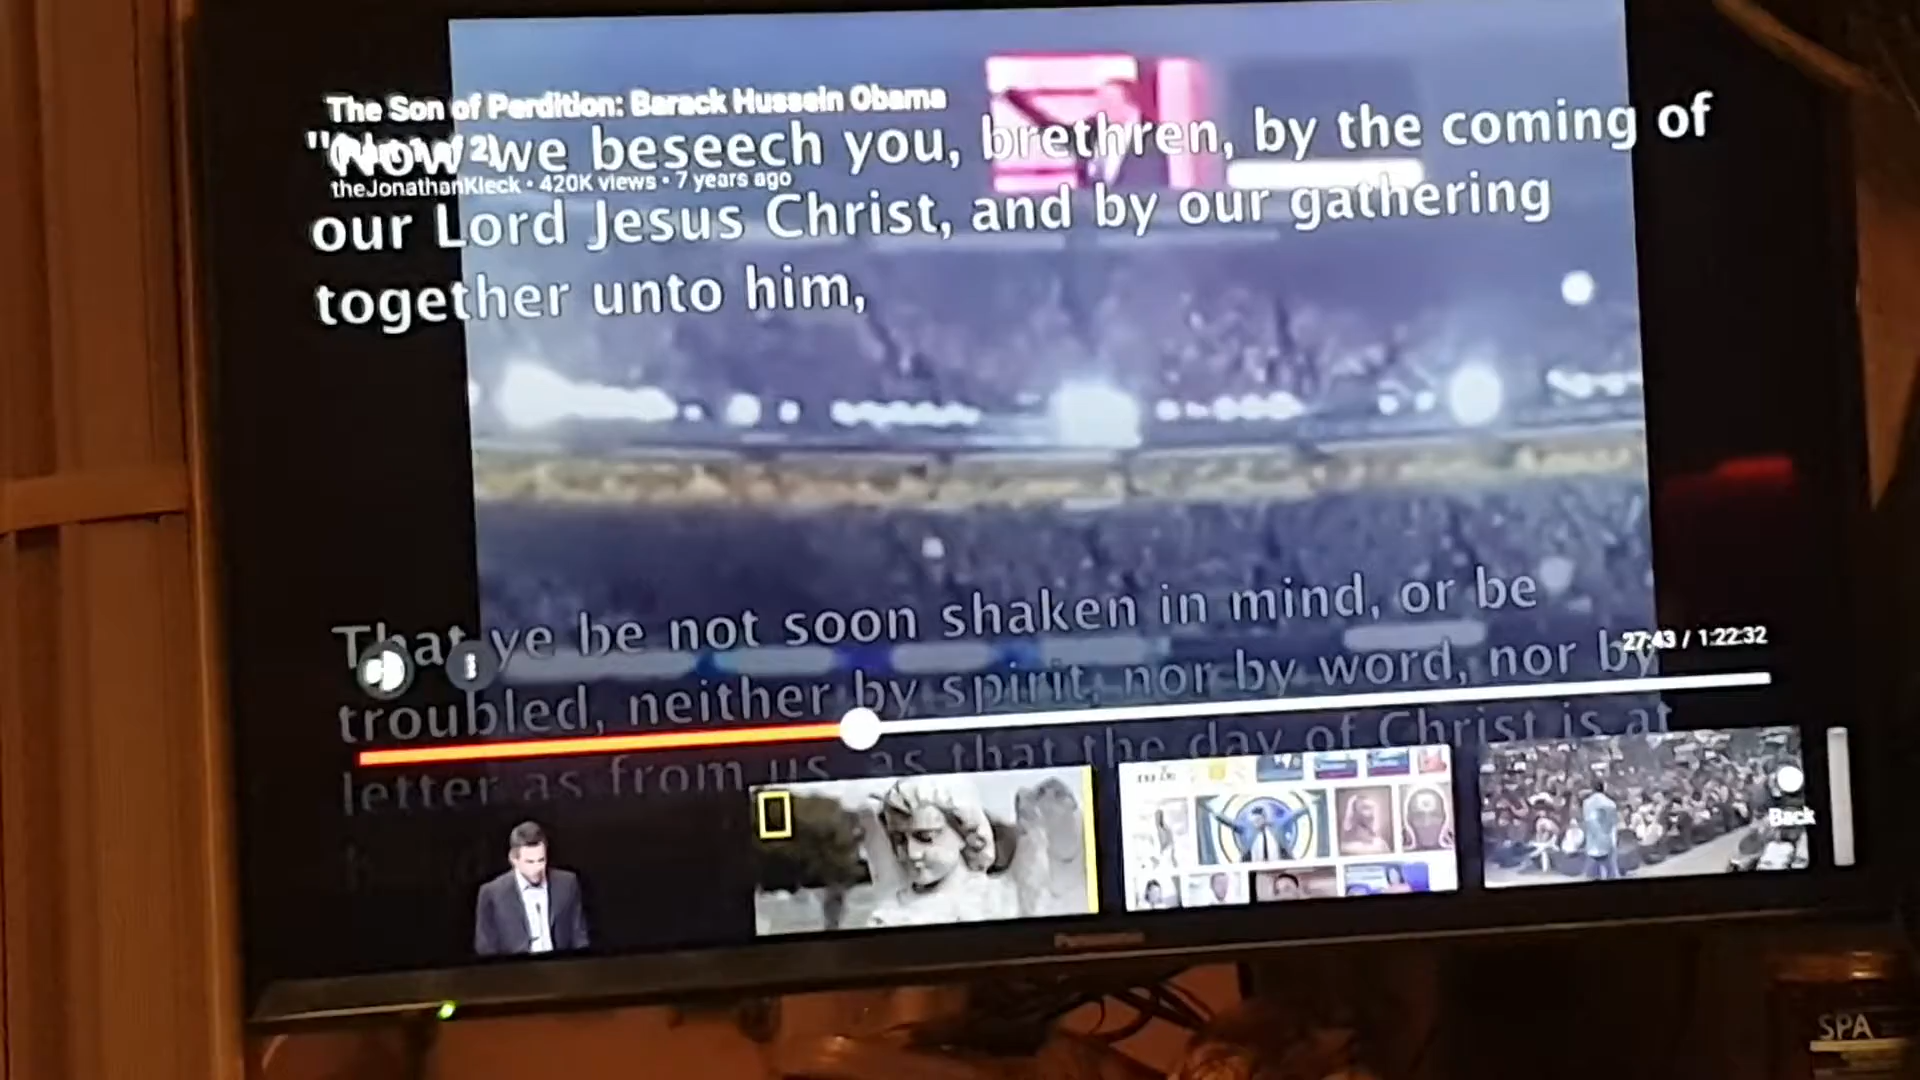 The Son of Perdition: Barack Hussein Obama
"Now we beseech you, brethren, by the coming of
2)
theJonathanKleck • 420K views • 7 years ago
our Lord Jesus Christ, and by our gathering
together unto him,
That ye be not soon shaken in mind, or be
27:43 / 1:22:32
troubled, neither by spirit, nor by word, nor by
letter as from us, as that the day of Christ is at
Back
Panasonic
SPA